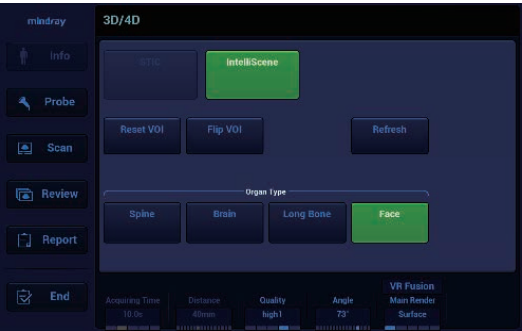 mindray
3D/4D
Info
STIC
IntelliScene
Probe
Reset VOI
Flip VOI
Refresh
Scan
Organ Type
Review
Spine
Brain
Long Bone
Face
Report
VR Fusion
End
Acquiring Time
Distance
Quality
Angle
Main Render
10.0s
40mm
high1
73°
Surface